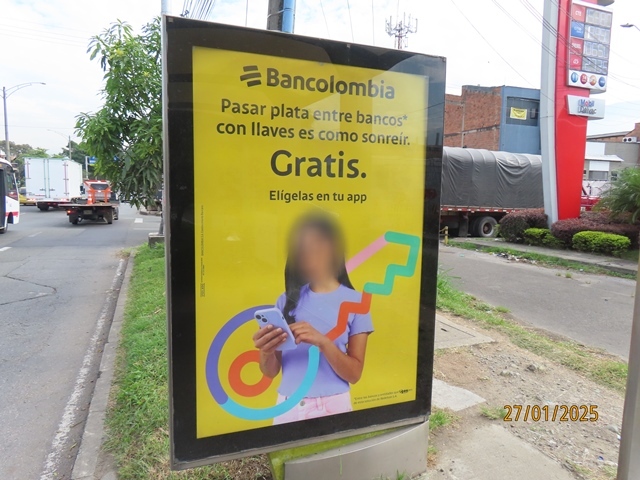 Bancolombia
Pasar plata entre bancos*
con llaves es como sonreír.
Gratis.
Elígelas en tu app
27/01/2025